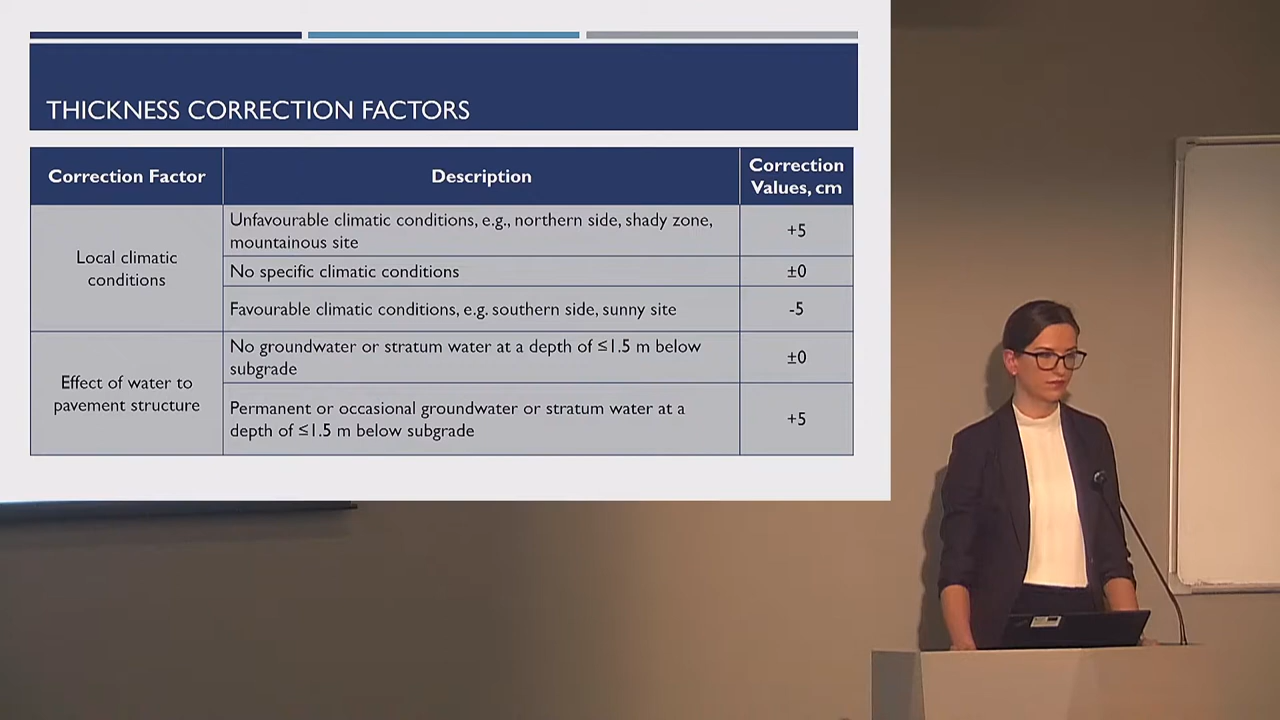 THICKNESS CORRECTION FACTORS
Correction Factor
Description
Correction
Values, cm
Local climatic
conditions
Unfavourable climatic conditions, e.g., northern side, shady zone,
mountainous site
+5
No specific climatic conditions
±0
Favourable climatic conditions, e.g. southern side, sunny site
-5
Effect of water to
pavement structure
No groundwater or stratum water at a depth of ≤1.5 m below
subgrade
±0
Permanent or occasional groundwater or stratum water at a
depth of ≤1.5 m below subgrade
+5